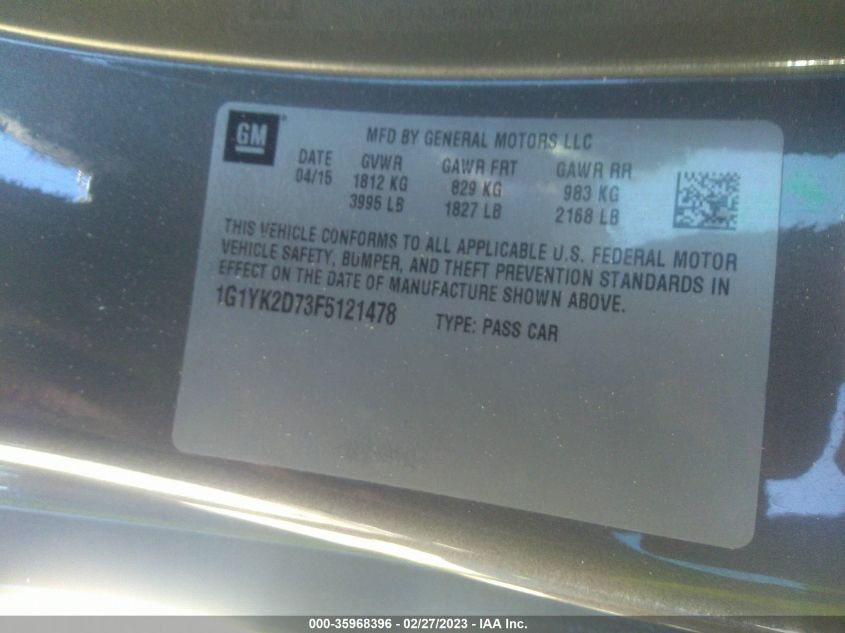 GM®
MFD BY GENERAL MOTORS LLC
DATE GVWR GAWR FRT GAWR RR
04/15 1812 KG 829 KG 983 KG
3995 LB 1827 LB 2168 LB
THIS VEHICLE CONFORMS TO ALL APPLICABLE U.S. FEDERAL MOTOR
VEHICLE SAFETY, BUMPER, AND THEFT PREVENTION STANDARDS IN
EFFECT ON THE DATE OF MANUFACTURE SHOWN ABOVE.
1G1YK2D73F5121478 TYPE: PASS CAR
000-35968396 - 02/27/2023 - IAA Inc.